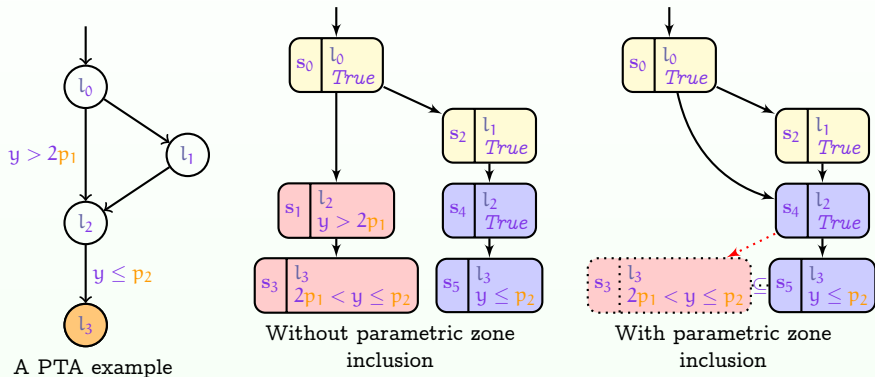 l₀
y > 2p₁
l₁
l₂
y ≤ p₂
l₃
A PTA example
s₀ l₀
True
s₂ l₁
True
s₁ l₂
y > 2p₁
s₄ l₂
True
s₃ l₃
2p₁ < y ≤ p₂
s₅ l₃
y ≤ p₂
Without parametric zone
inclusion
s₀ l₀
True
s₂ l₁
True
s₄ l₂
True
s₃ l₃
2p₁ < y ≤ p₂
⊆
s₅ l₃
y ≤ p₂
With parametric zone
inclusion